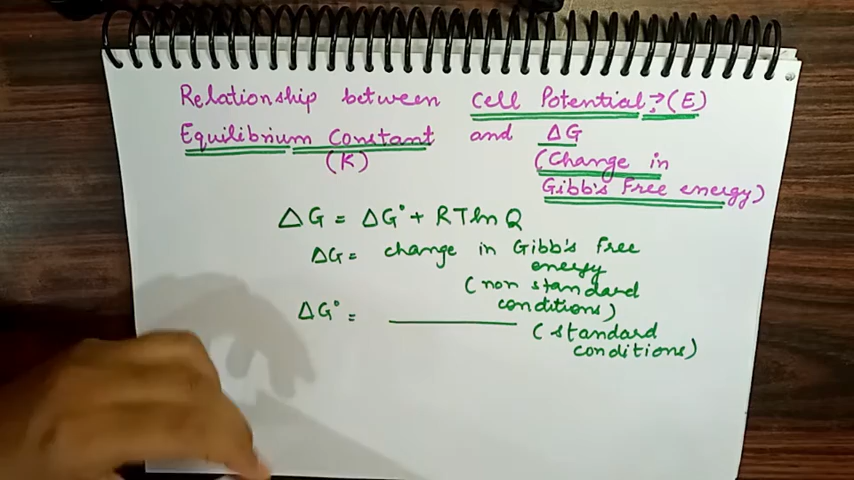 Relationship between Cell Potential?(E)
Equilibrium Constant and ΔG
(K) (Change in
Gibb's Free energy)
ΔG = ΔG° + RTlnQ
ΔG = change in Gibb's free
energy
(non standard
conditions)
ΔG° = ________ (standard
conditions)